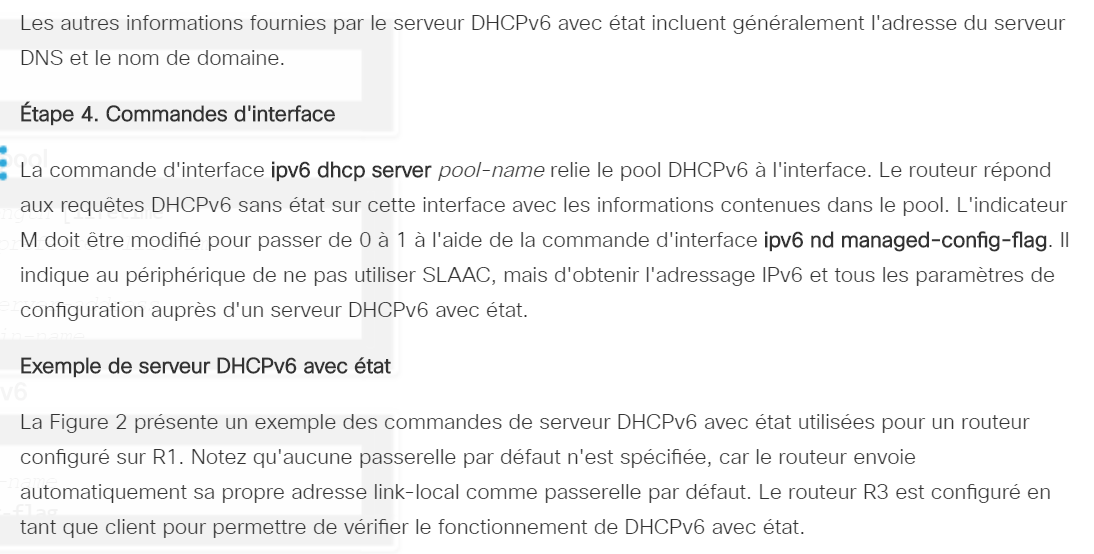 Les autres informations fournies par le serveur DHCPv6 avec état incluent généralement l'adresse du serveur
DNS et le nom de domaine.
Étape 4. Commandes d'interface
La commande d'interface ipv6 dhcp server pool-name relie le pool DHCPv6 à l'interface. Le routeur répond
aux requêtes DHCPv6 sans état sur cette interface avec les informations contenues dans le pool. L'indicateur
M doit être modifié pour passer de 0 à 1 à l'aide de la commande d'interface ipv6 nd managed-config-flag. Il
indique au périphérique de ne pas utiliser SLAAC, mais d'obtenir l'adressage IPv6 et tous les paramètres de
configuration auprès d'un serveur DHCPv6 avec état.
Exemple de serveur DHCPv6 avec état
La Figure 2 présente un exemple des commandes de serveur DHCPv6 avec état utilisées pour un routeur
configuré sur R1. Notez qu'aucune passerelle par défaut n'est spécifiée, car le routeur envoie
automatiquement sa propre adresse link-local comme passerelle par défaut. Le routeur R3 est configuré en
tant que client pour permettre de vérifier le fonctionnement de DHCPv6 avec état.